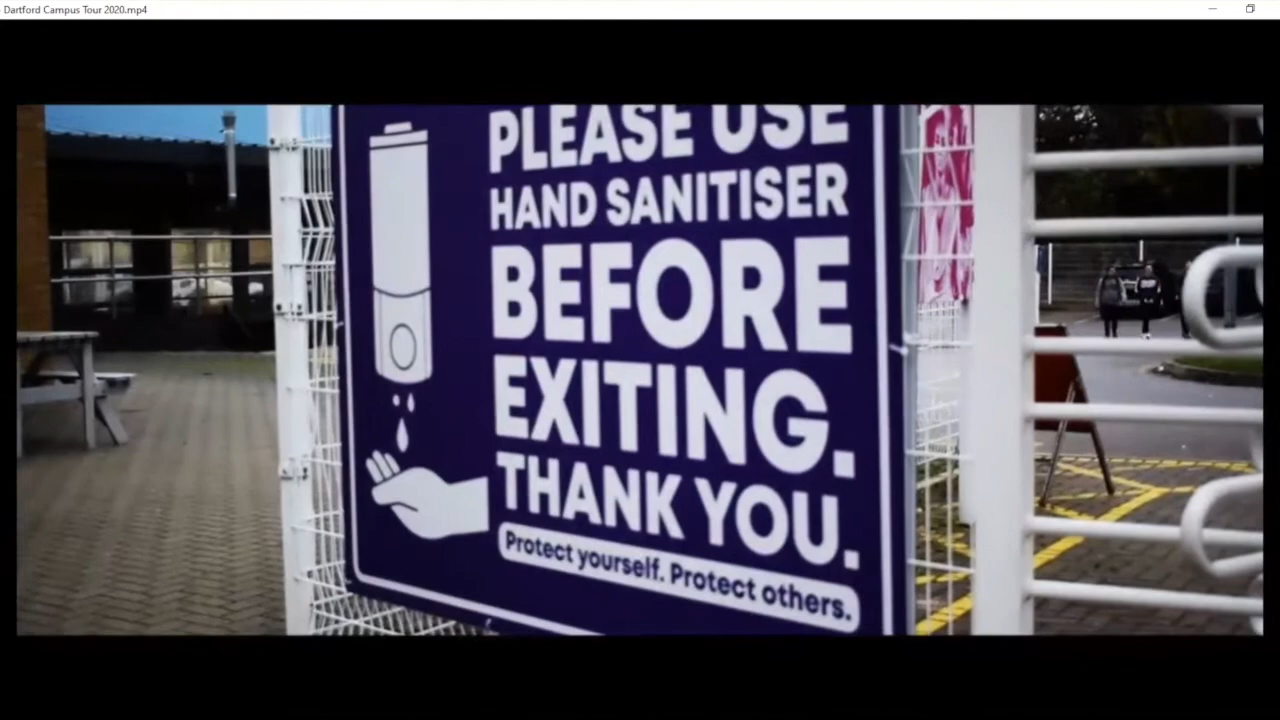 Dartford Campus Tour 2020.mp4
PLEASE USE
HAND SANITISER
BEFORE
EXITING.
THANK YOU.
Protect yourself. Protect others.